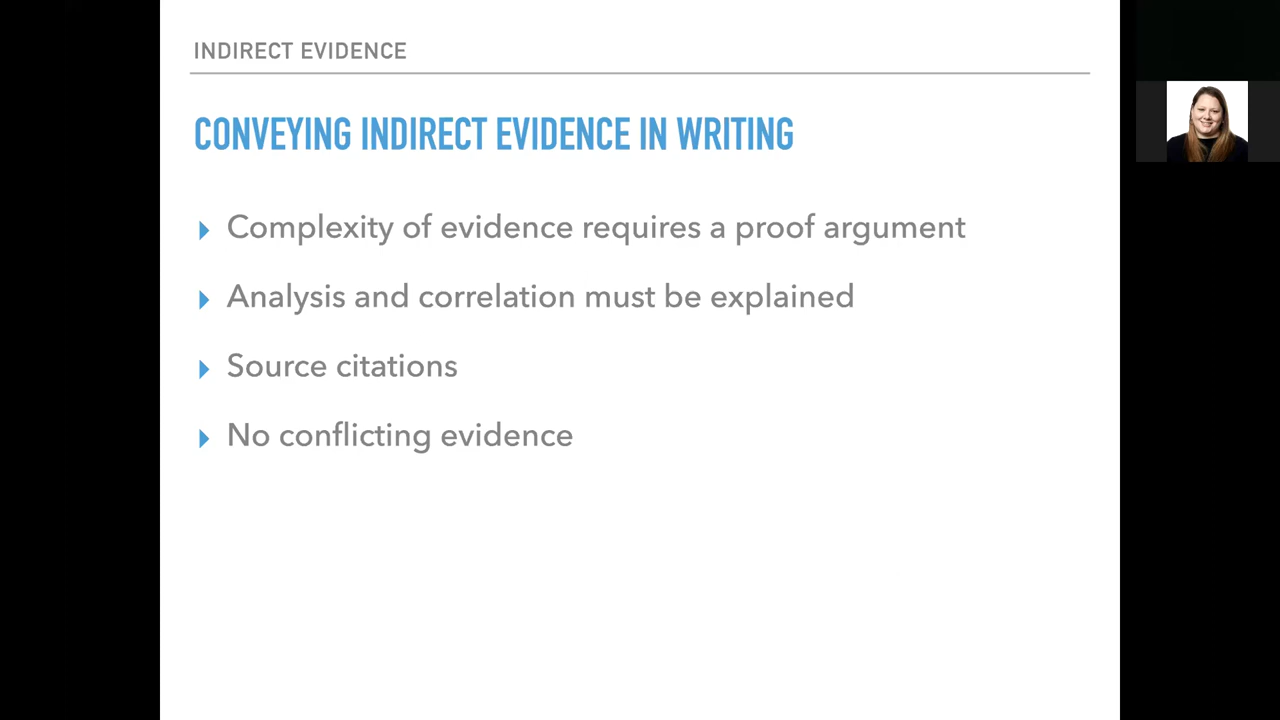 INDIRECT EVIDENCE
CONVEYING INDIRECT EVIDENCE IN WRITING
Complexity of evidence requires a proof argument
Analysis and correlation must be explained
Source citations
No conflicting evidence